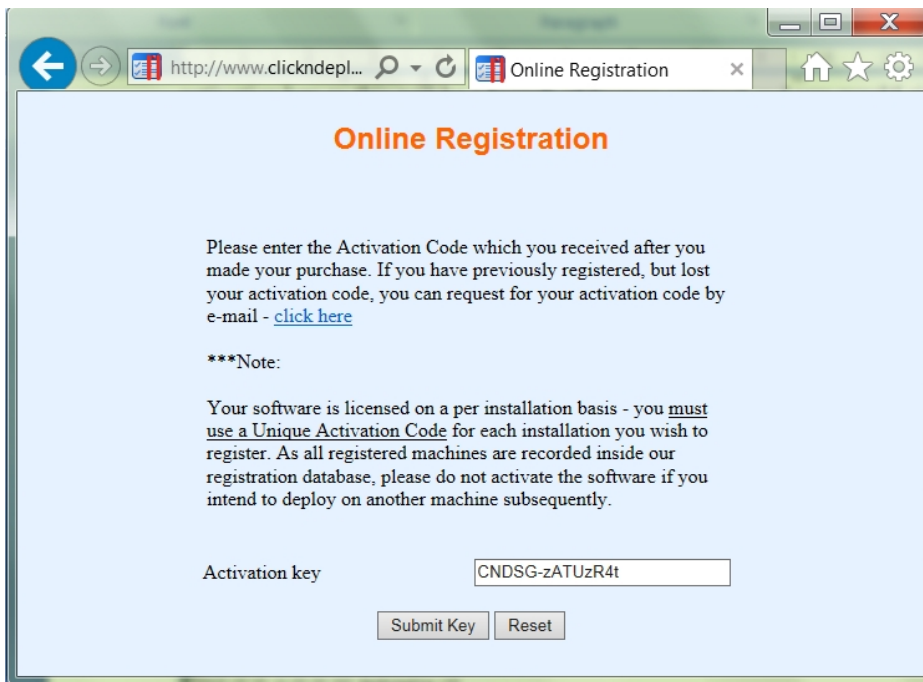 http://www.clickndepl...
Online Registration
Online Registration
Please enter the Activation Code which you received after you
made your purchase. If you have previously registered, but lost
your activation code, you can request for your activation code by
e-mail - click here
***Note:
Your software is licensed on a per installation basis - you must
use a Unique Activation Code for each installation you wish to
register. As all registered machines are recorded inside our
registration database, please do not activate the software if you
intend to deploy on another machine subsequently.
Activation key CNDSG-zATUzR4t
Submit Key Reset